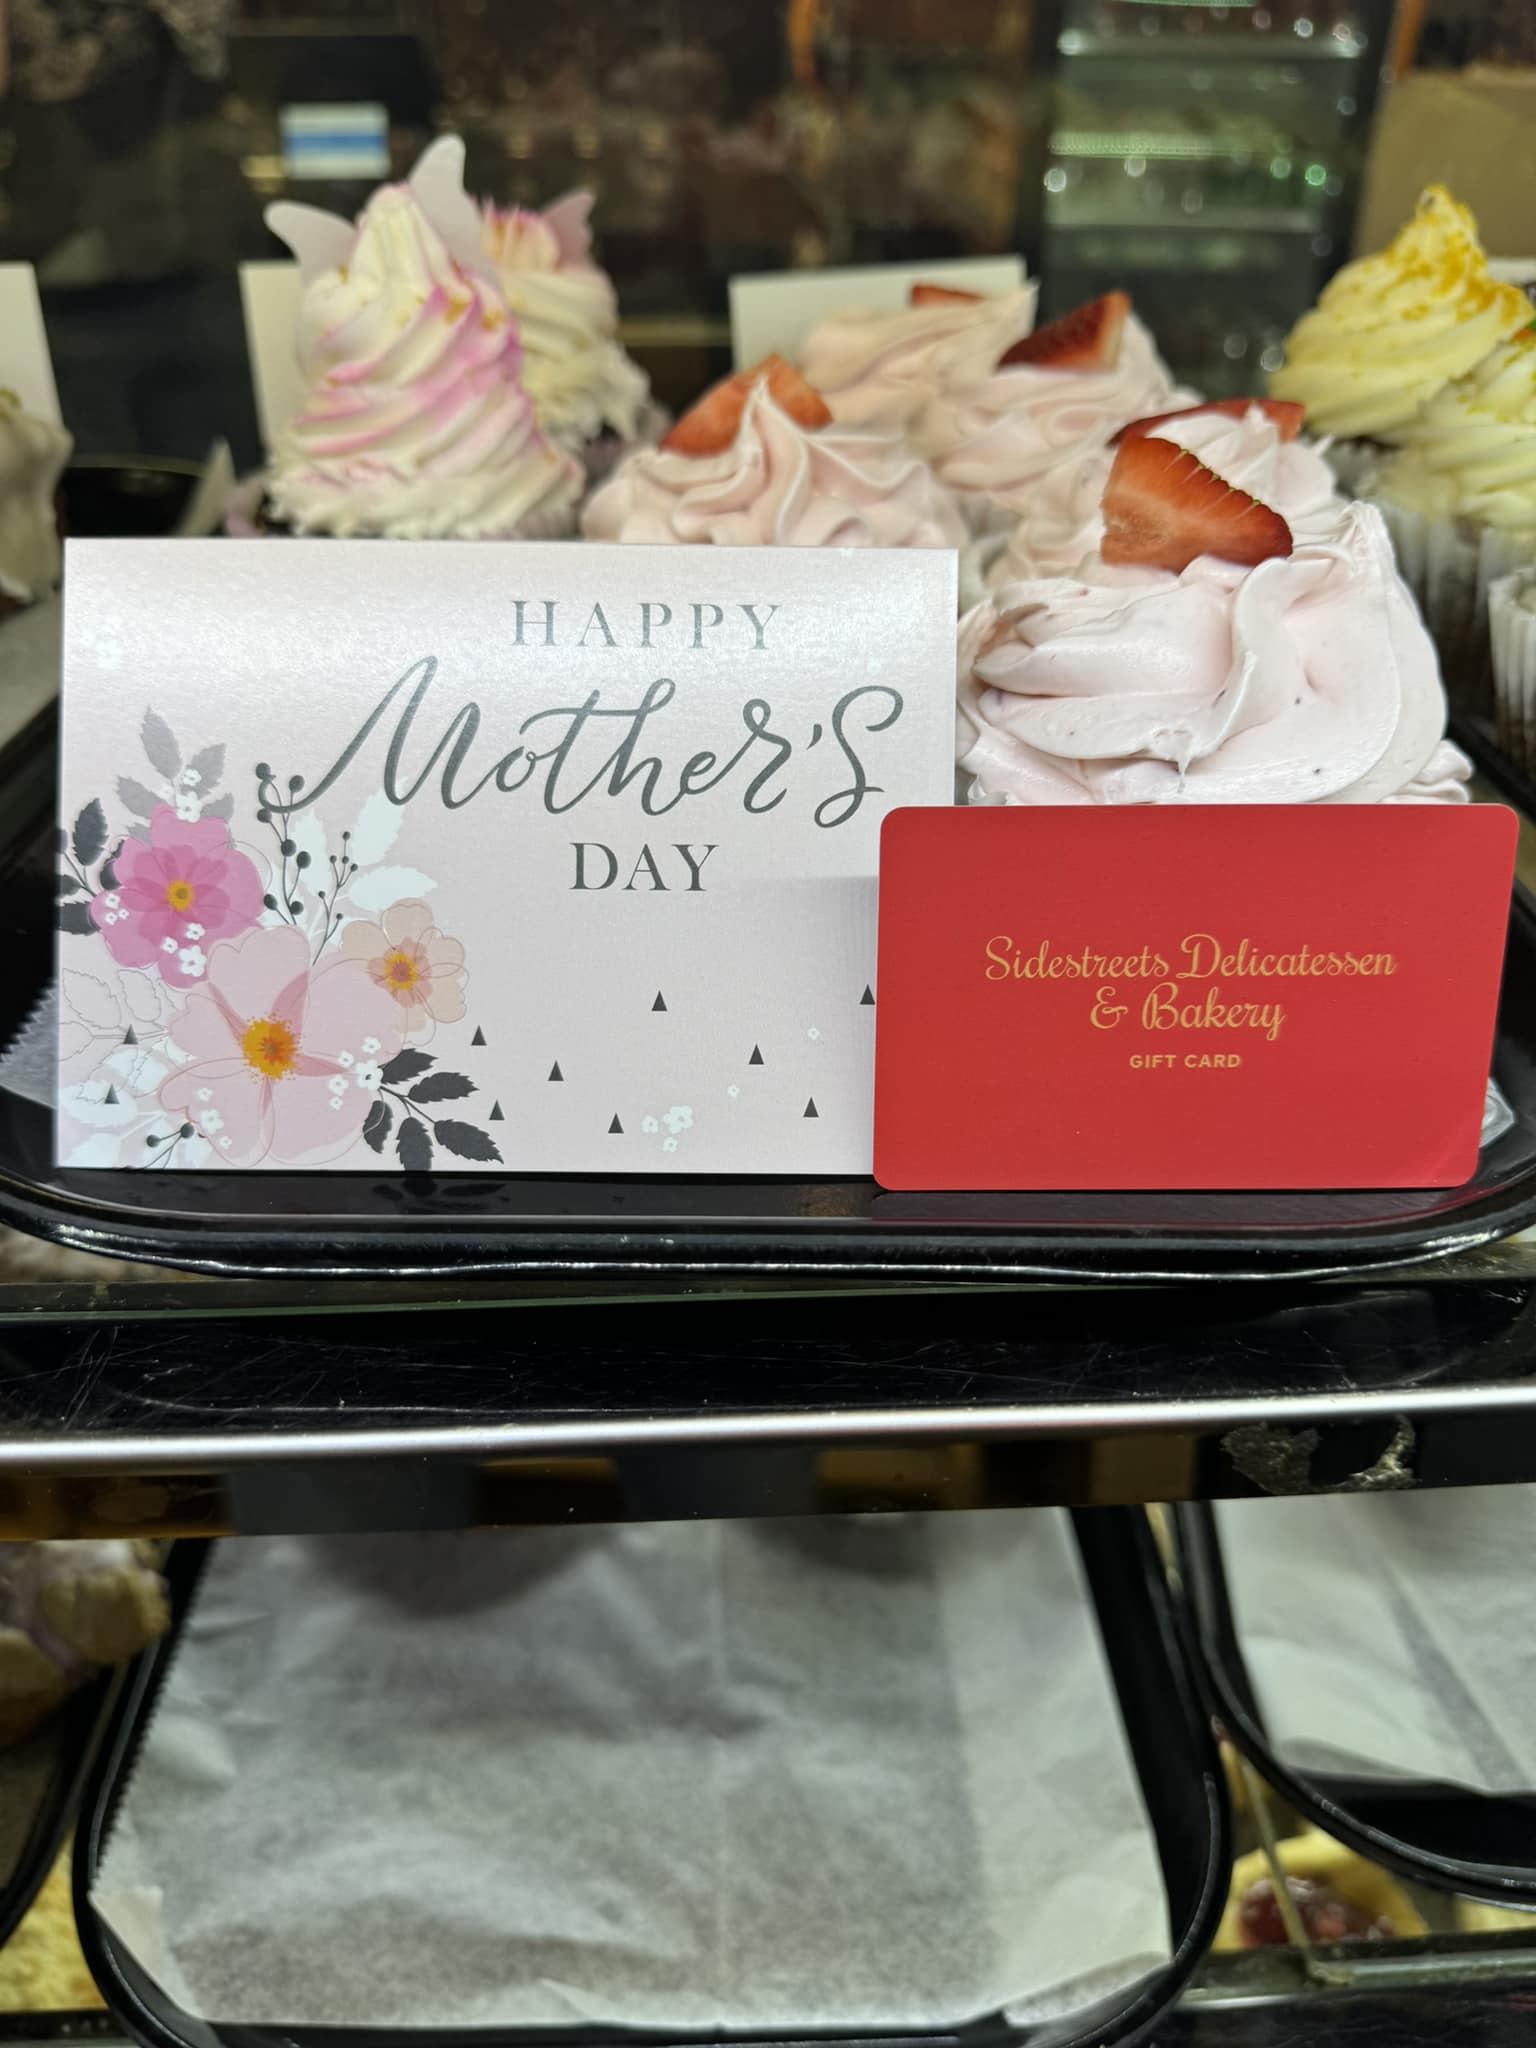 HAPPY
Mother's
DAY
Sidestreets Delicatessen
& Bakery
GIFT CARD